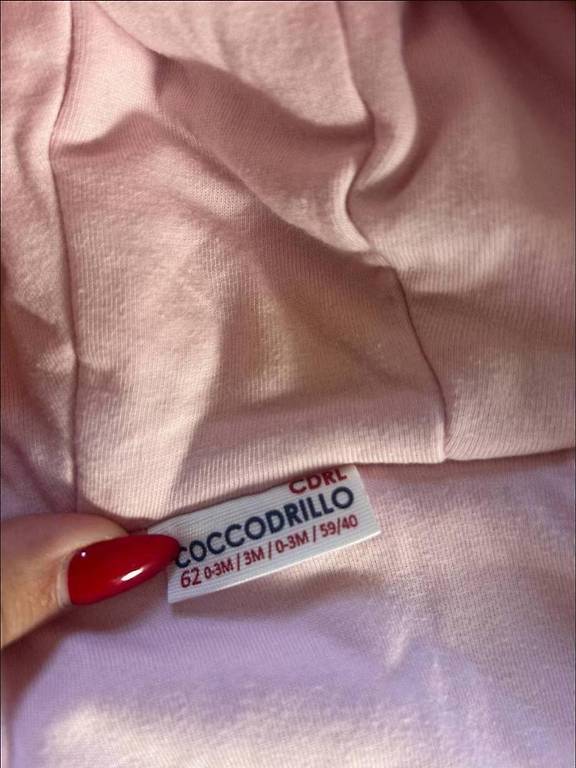 CDRL
COCCODRILLO
62 0-3M / 3M / 0-3M / 59/40